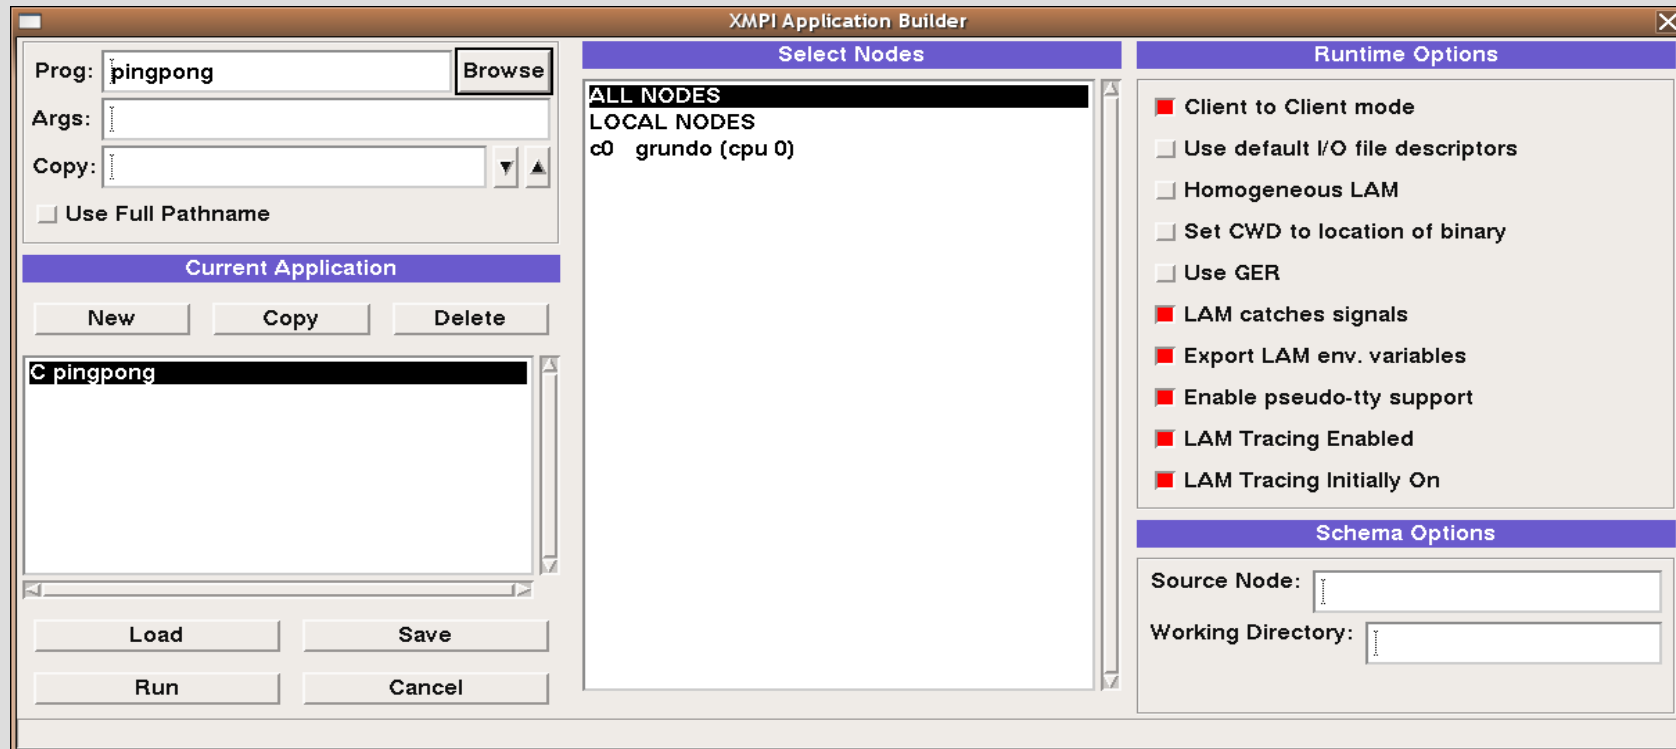 XMPI Application Builder
Prog: pingpong Browse
Args:
Copy:
Use Full Pathname
Current Application
New Copy Delete
C pingpong
Load Save
Run Cancel
Select Nodes
ALL NODES
LOCAL NODES
c0 grundo (cpu 0)
Runtime Options
Client to Client mode
Use default I/O file descriptors
Homogeneous LAM
Set CWD to location of binary
Use GER
LAM catches signals
Export LAM env. variables
Enable pseudo-tty support
LAM Tracing Enabled
LAM Tracing Initially On
Schema Options
Source Node:
Working Directory: